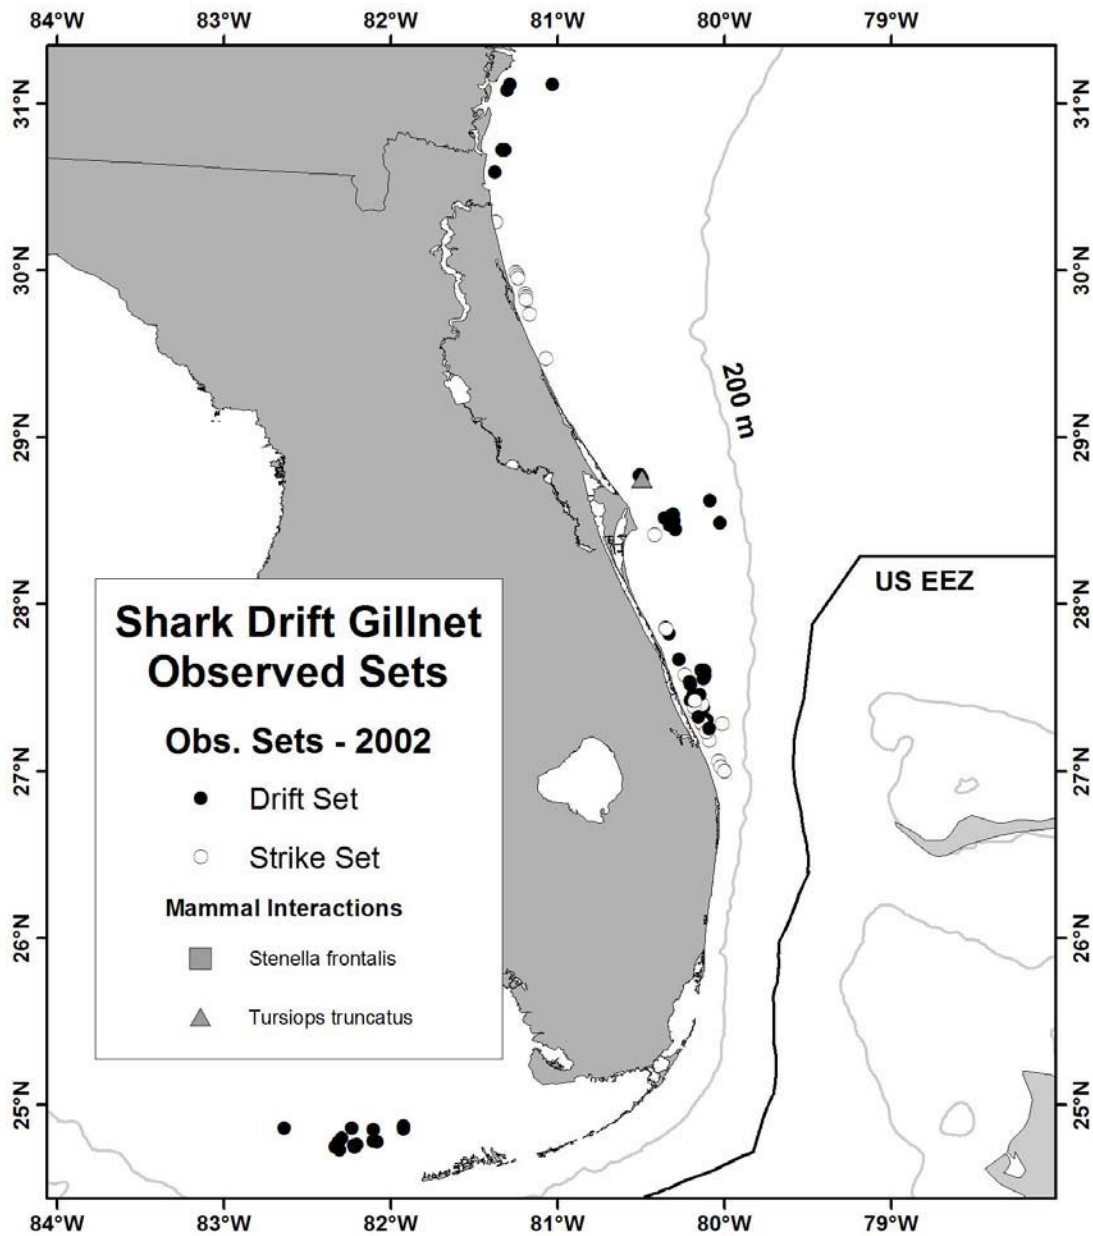 84°W 83°W 82°W 81°W 80°W 79°W
31°N 31°N
30°N 30°N
200 m
29°N 29°N
US EEZ
28°N 28°N
Shark Drift Gillnet
Observed Sets
Obs. Sets - 2002
27°N 27°N
Drift Set
Strike Set
Mammal Interactions
26°N 26°N
Stenella frontalis
Tursiops truncatus
25°N 25°N
84°W 83°W 82°W 81°W 80°W 79°W